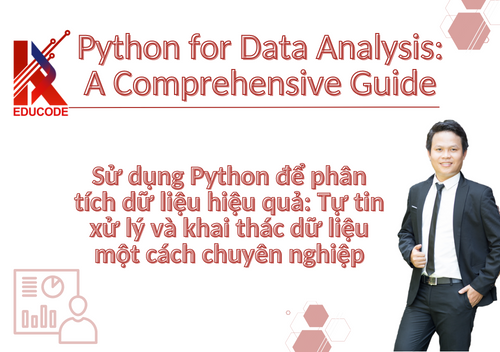 Python for Data Analysis:
A Comprehensive Guide
EDUCODE
Sử dụng Python để phân
tích dữ liệu hiệu quả: Tự tin
xử lý và khai thác dữ liệu
một cách chuyên nghiệp